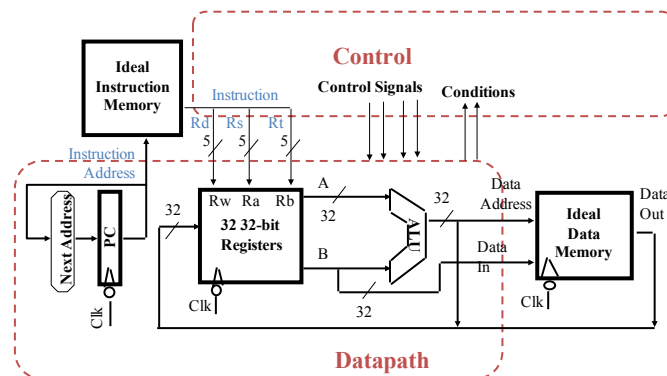 Control
Ideal
Instruction
Memory
Control Signals
Conditions
Instruction
Rd
Rs
Rt
5
5
5
Instruction
Address
A
32
Rw
Ra
Rb
32
32
Data
Address
Data
Out
32 32-bit
Registers
ALU
Ideal
Data
Memory
Next Address
PC
B
Data
In
32
Clk
Clk
Clk
Datapath